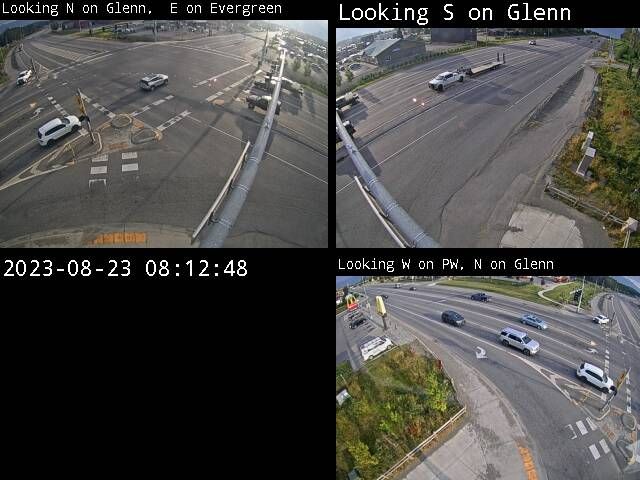 Looking N on Glenn,  E on Evergreen
Looking S on Glenn
2023-08-23 08:12:48
Looking W on PW, N on Glenn